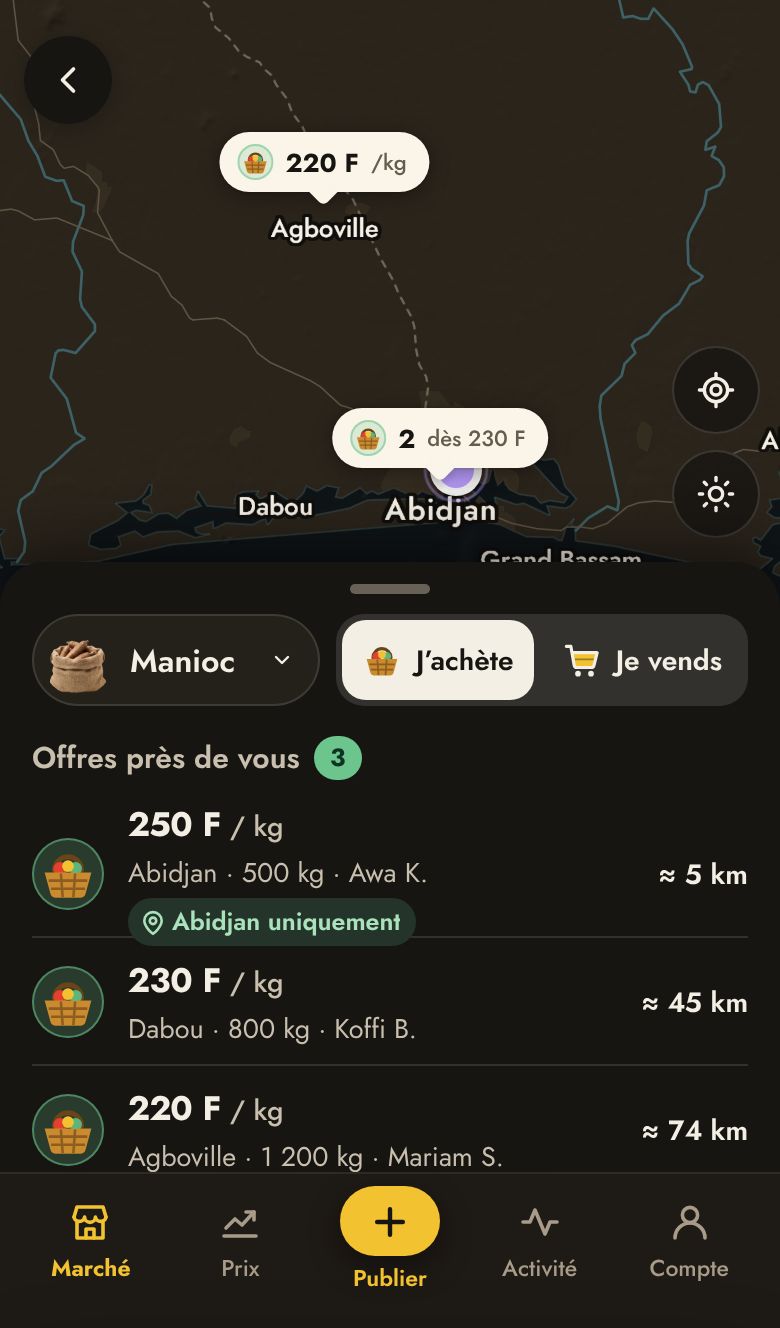 220 F /kg
Agboville
2 dès 230 F
Dabou
Abidjan
Grand Bassam
Manioc
J'achète
Je vends
Offres près de vous 3
250 F / kg
Abidjan · 500 kg · Awa K.
≈ 5 km
Abidjan uniquement
230 F / kg
Dabou · 800 kg · Koffi B.
≈ 45 km
220 F / kg
Agboville · 1 200 kg · Mariam S.
≈ 74 km
Marché
Prix
Publier
Activité
Compte